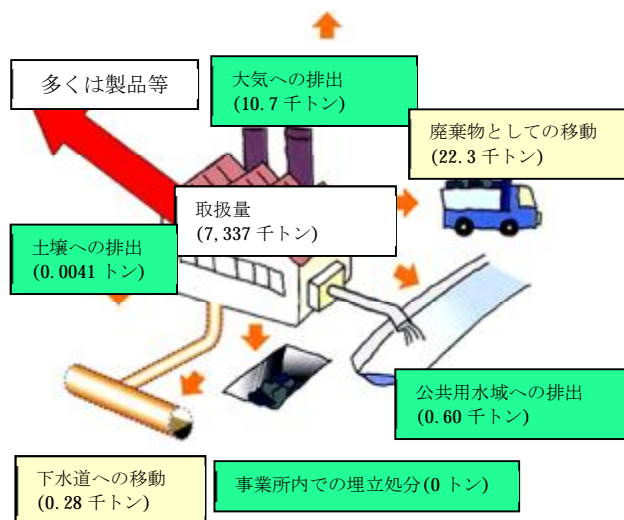 多くは製品等
大気への排出
(10.7 千トン)
廃棄物としての移動
(22.3 千トン)
取扱量
(7,337 千トン)
土壌への排出
(0.0041 トン)
公共用水域への排出
(0.60 千トン)
下水道への移動
(0.28 千トン)
事業所内での埋立処分(0 トン)